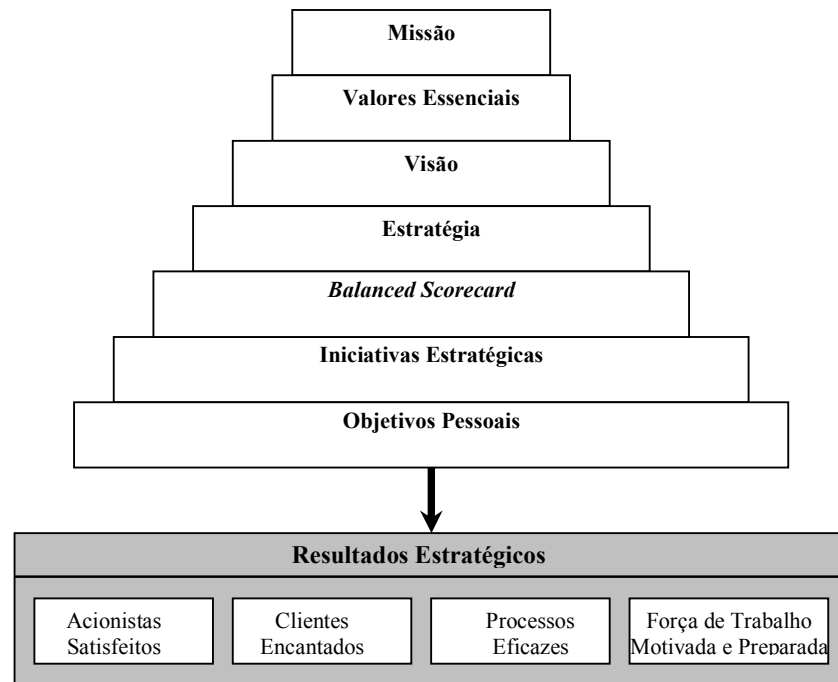 Missão
Valores Essenciais
Visão
Estratégia
Balanced Scorecard
Iniciativas Estratégicas
Objetivos Pessoais
Resultados Estratégicos
Acionistas
Satisfeitos
Clientes
Encantados
Processos
Eficazes
Força de Trabalho
Motivada e Preparada